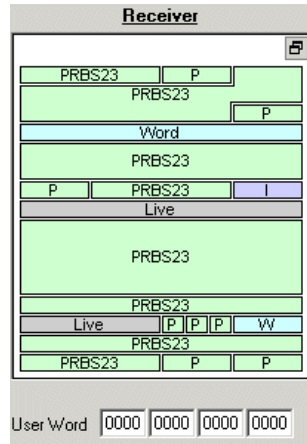 Receiver
PRBS23 P
PRBS23
P
Word
PRBS23
P PRBS23 I
Live
PRBS23
PRBS23
Live P P P W
PRBS23
PRBS23 P P
User Word 0000 0000 0000 0000